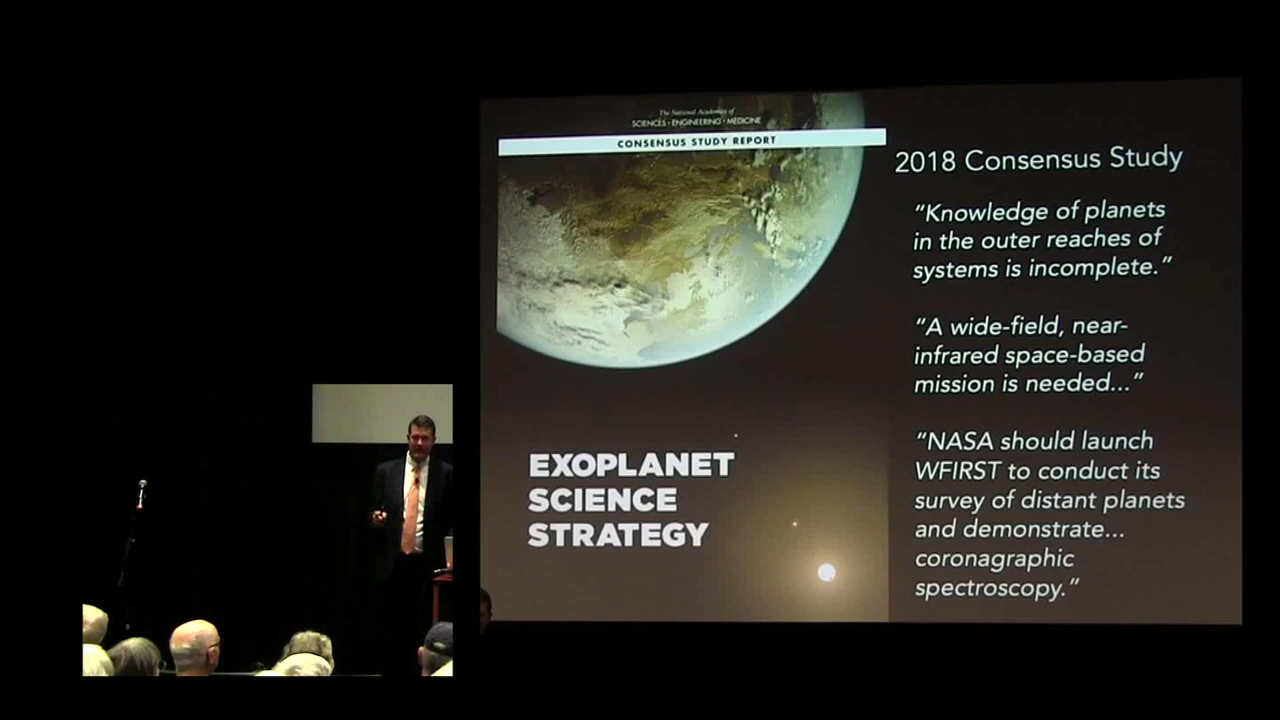 The National Academies of
SCIENCES • ENGINEERING • MEDICINE
CONSENSUS STUDY REPORT
EXOPLANET
SCIENCE
STRATEGY
2018 Consensus Study
“Knowledge of planets
in the outer reaches of
systems is incomplete.”
“A wide-field, near-
infrared space-based
mission is needed...”
“NASA should launch
WFIRST to conduct its
survey of distant planets
and demonstrate...
coronagraphic
spectroscopy.”